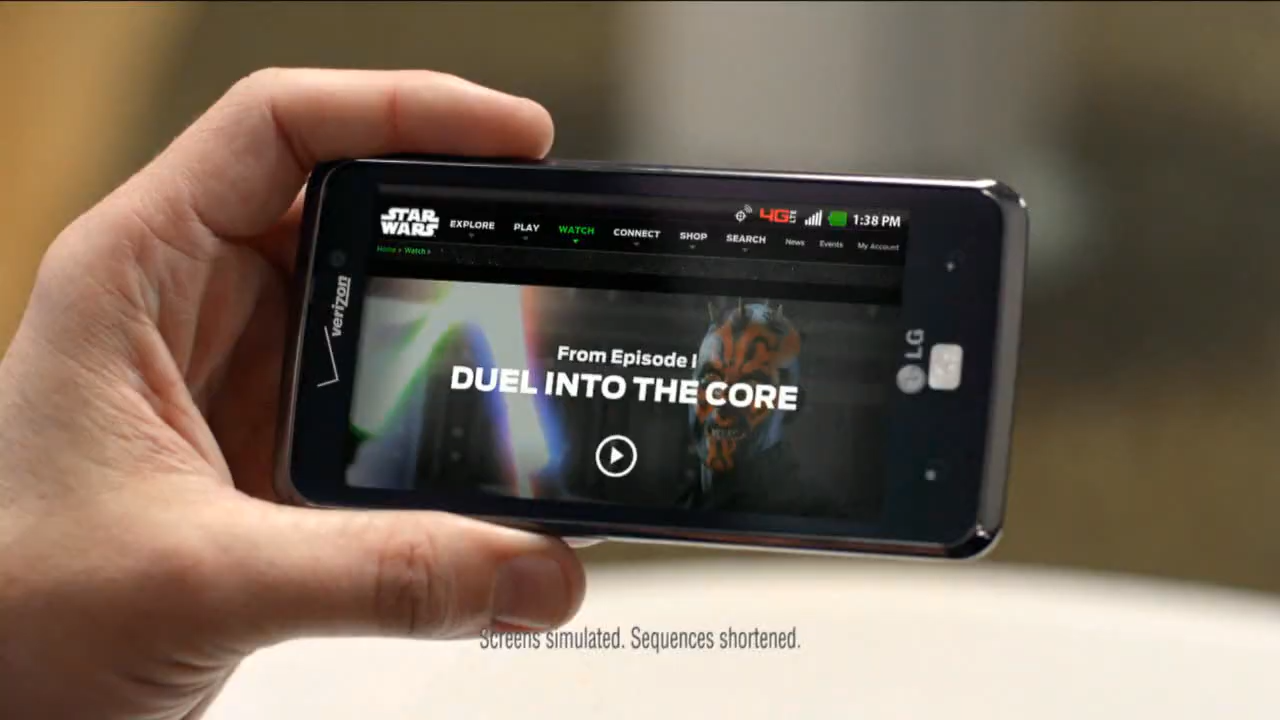 4G LTE 1:38 PM
STAR WARS
EXPLORE PLAY WATCH CONNECT SHOP SEARCH News Events My Account
Home > Watch >
verizon
LG
From Episode I
DUEL INTO THE CORE
Screens simulated. Sequences shortened.